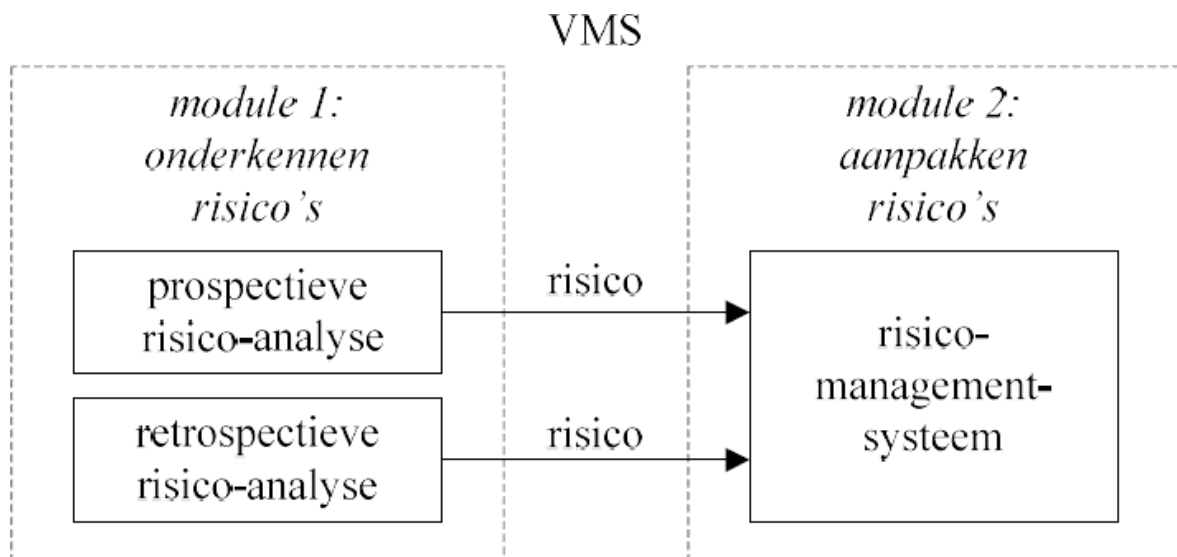 VMS
module 1:
onderkennen
risico's
prospectieve
risico-analyse
retrospectieve
risico-analyse
risico
risico
module 2:
aanpakken
risico's
risico-
management-
systeem